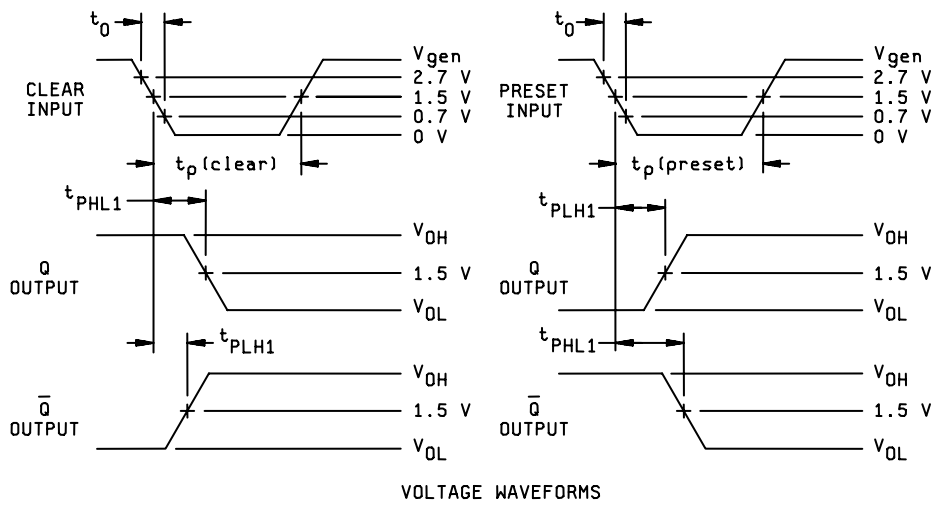 t0
Vgen
2.7 V
CLEAR INPUT
1.5 V
0.7 V
0 V
tp(clear)
tPHL1
VOH
Q OUTPUT
1.5 V
VOL
tPLH1
VOH
Q̅ OUTPUT
1.5 V
VOL
t0
Vgen
2.7 V
PRESET INPUT
1.5 V
0.7 V
0 V
tp(preset)
tPLH1
VOH
Q OUTPUT
1.5 V
VOL
tPHL1
VOH
Q̅ OUTPUT
1.5 V
VOL
VOLTAGE WAVEFORMS